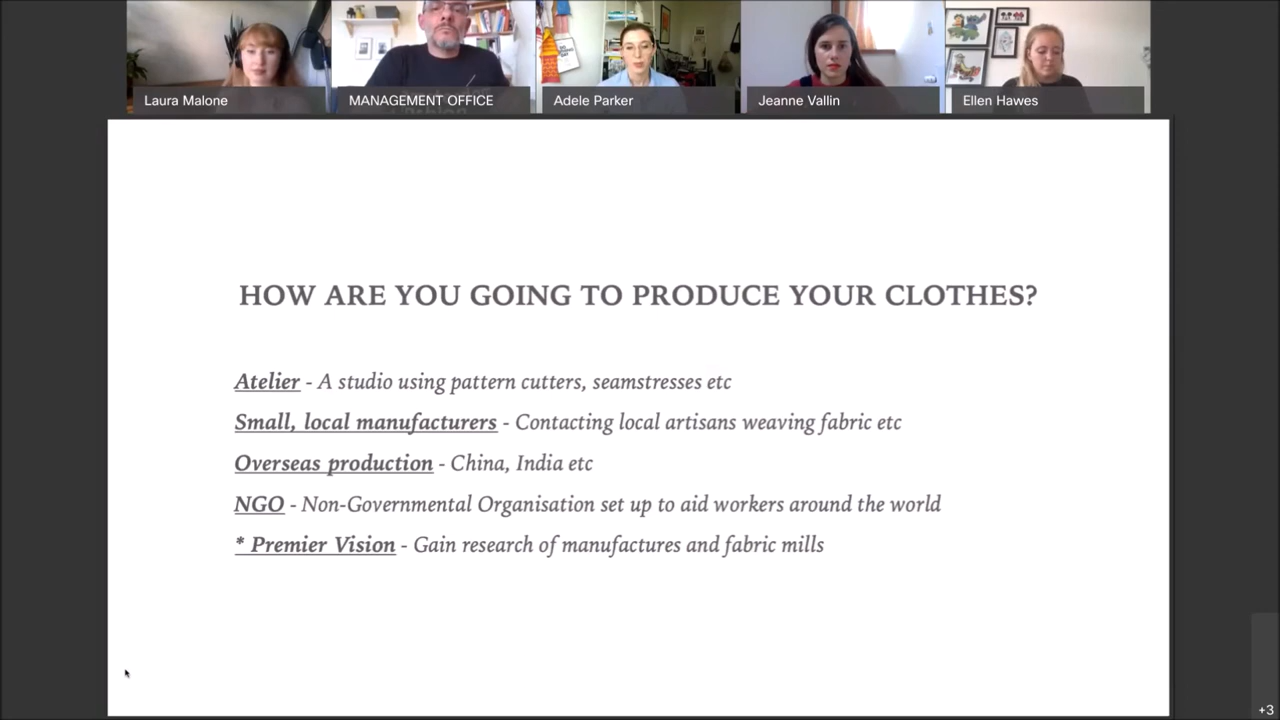 Laura Malone
MANAGEMENT OFFICE
Adele Parker
Jeanne Vallin
Ellen Hawes
HOW ARE YOU GOING TO PRODUCE YOUR CLOTHES?
Atelier - A studio using pattern cutters, seamstresses etc
Small, local manufacturers - Contacting local artisans weaving fabric etc
Overseas production - China, India etc
NGO - Non-Governmental Organisation set up to aid workers around the world
* Premier Vision - Gain research of manufactures and fabric mills
+3